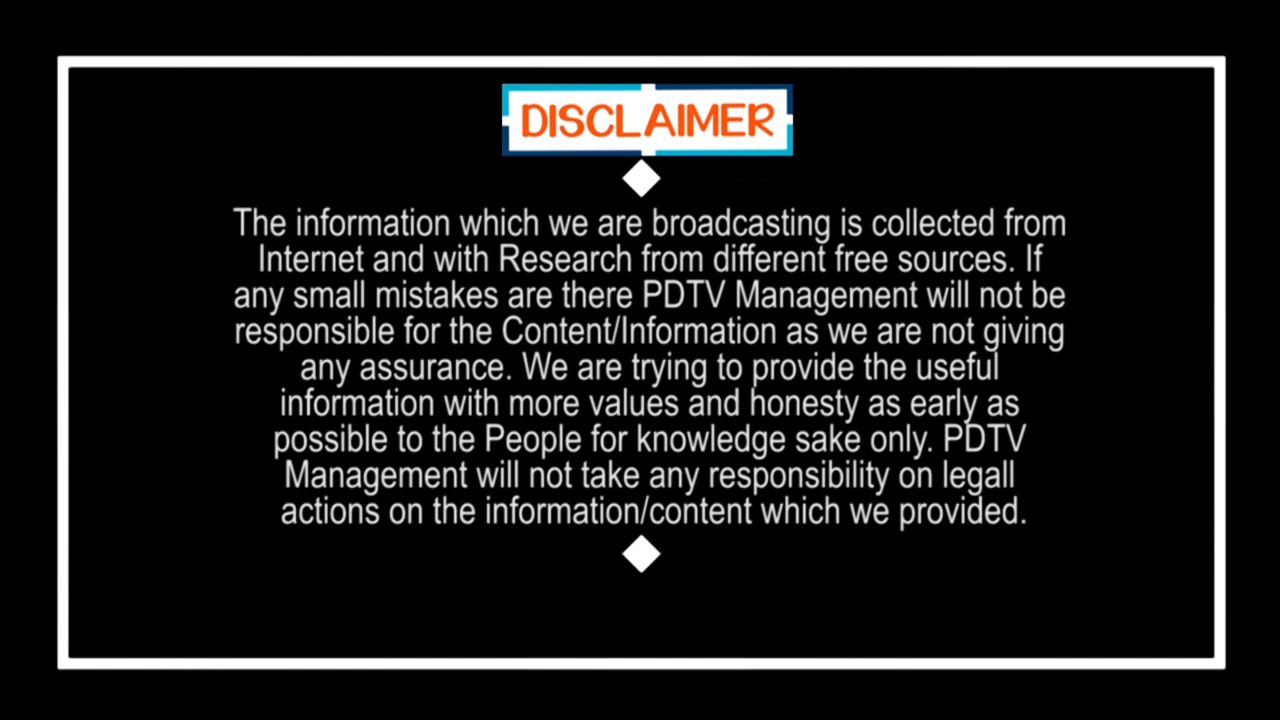 DISCLAIMER
The information which we are broadcasting is collected from
Internet and with Research from different free sources. If
any small mistakes are there PDTV Management will not be
responsible for the Content/Information as we are not giving
any assurance. We are trying to provide the useful
information with more values and honesty as early as
possible to the People for knowledge sake only. PDTV
Management will not take any responsibility on legall
actions on the information/content which we provided.